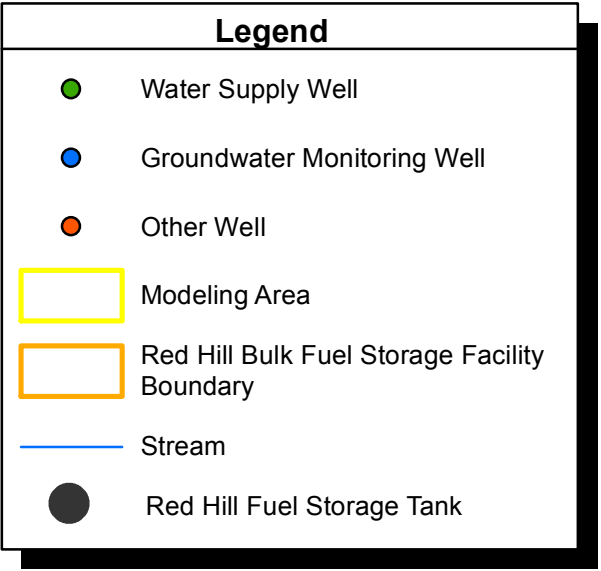 Legend
Water Supply Well
Groundwater Monitoring Well
Other Well
Modeling Area
Red Hill Bulk Fuel Storage Facility
Boundary
Stream
Red Hill Fuel Storage Tank